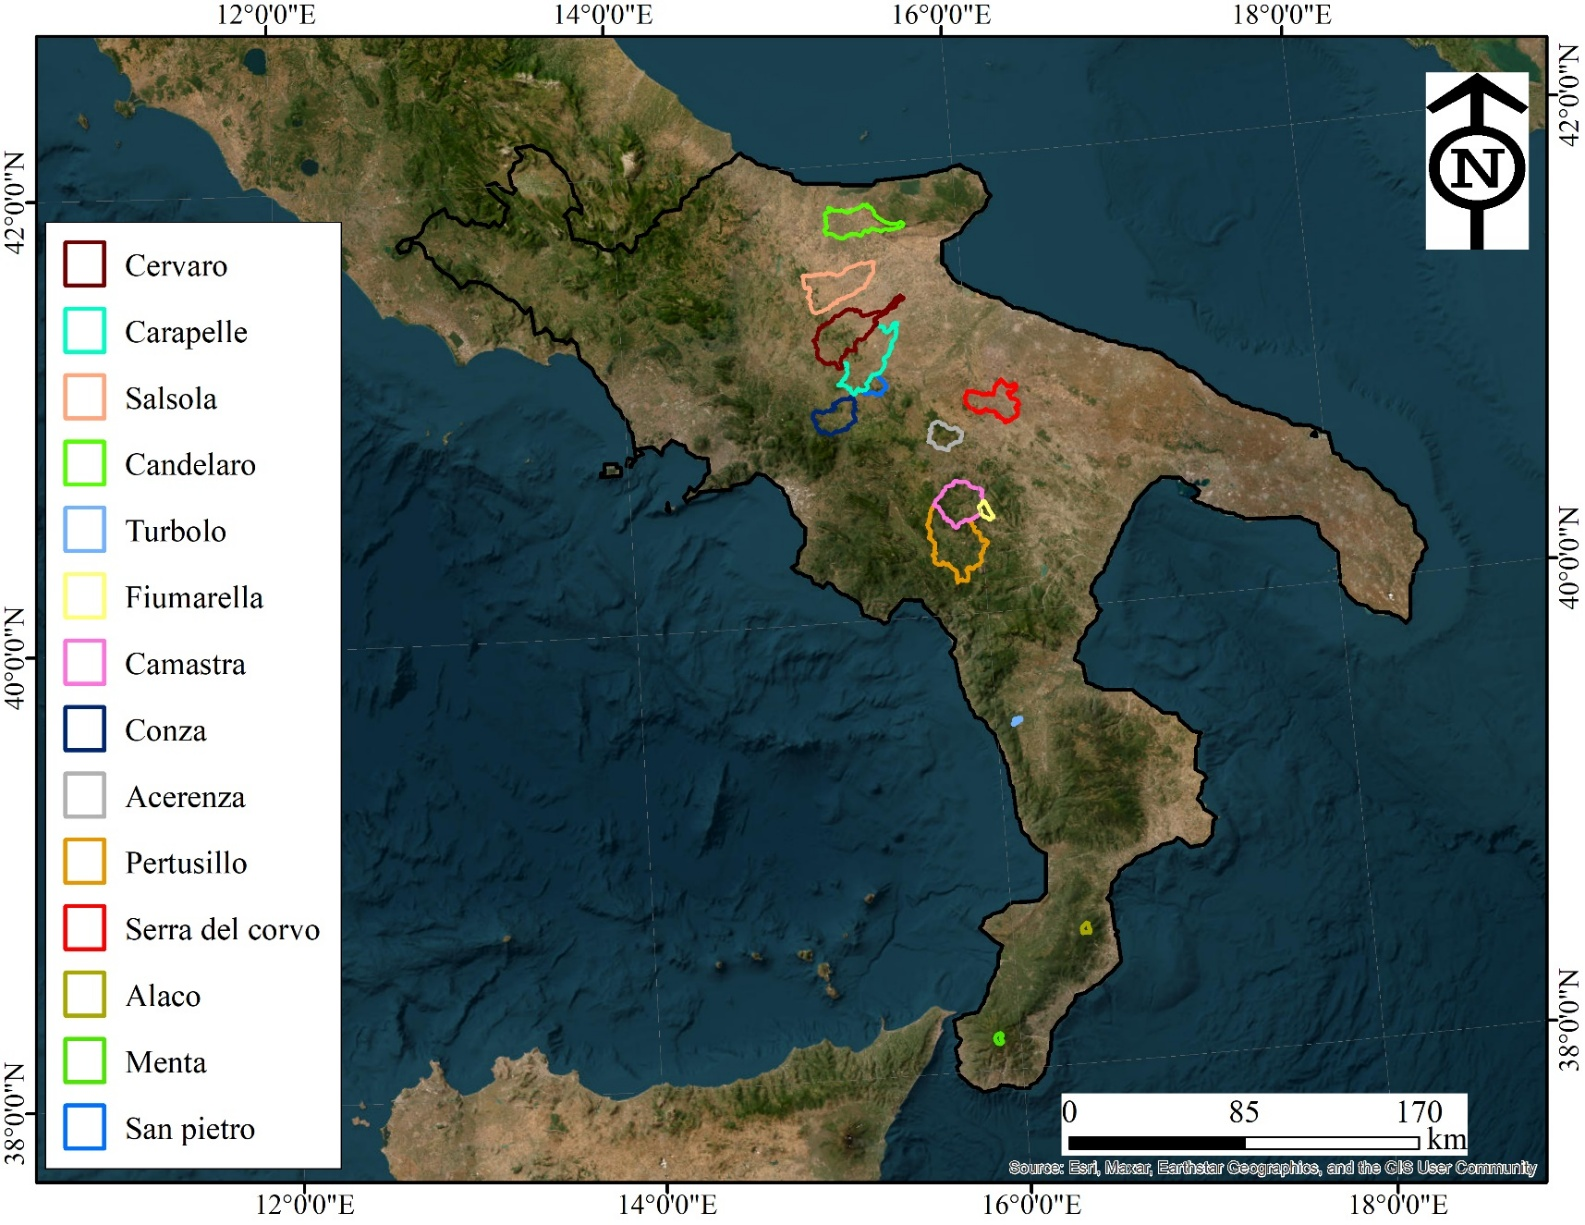 12°0'0"E 14°0'0"E 16°0'0"E 18°0'0"E
42°0'0"N
42°0'0"N
N
Cervaro
Carapelle
Salsola
Candelaro
Turbolo
Fiumarella
Camastra
Conza
Acerenza
Pertusillo
Serra del corvo
Alaco
Menta
San pietro
40°0'0"N
40°0'0"N
38°0'0"N
38°0'0"N
0 85 170
km
Source: Esri, Maxar, Earthstar Geographics, and the GIS User Community
12°0'0"E 14°0'0"E 16°0'0"E 18°0'0"E